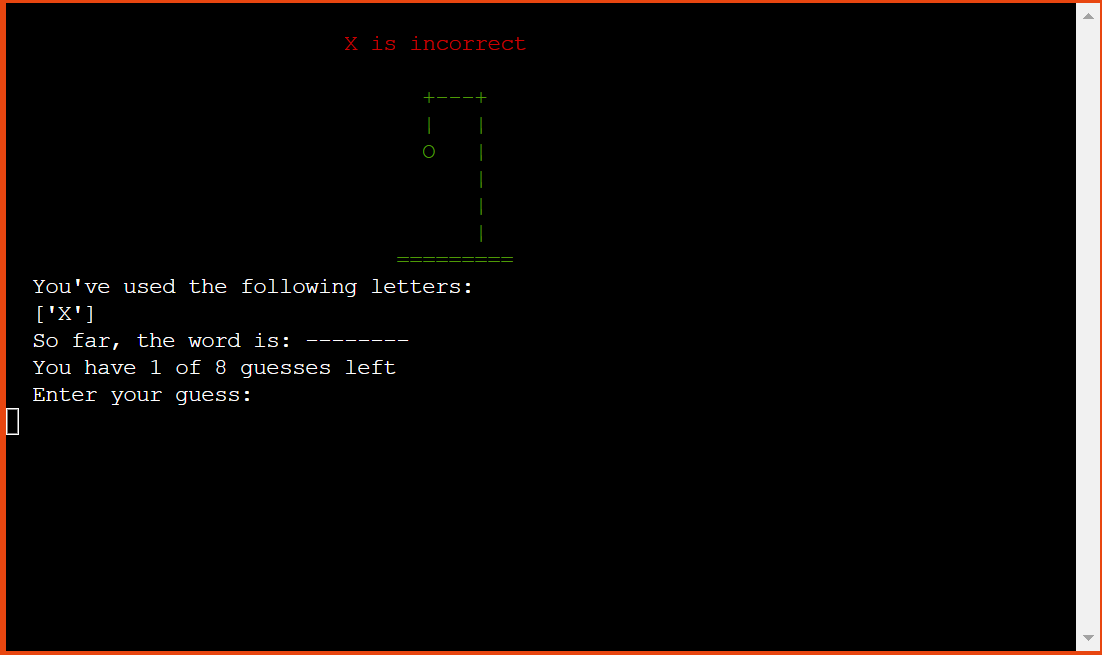 X is incorrect
+---+
|   |
O   |
    |
    |
    |
=========
You've used the following letters:
['X']
So far, the word is: --------
You have 1 of 8 guesses left
Enter your guess: